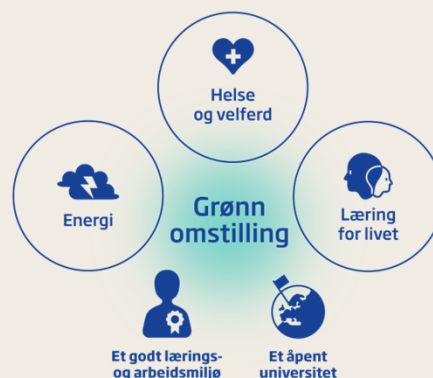 Helse
og velferd
Energi
Grønn
omstilling
Læring
for livet
Et godt lærings-
og arbeidsmiljø
Et åpent
universitet